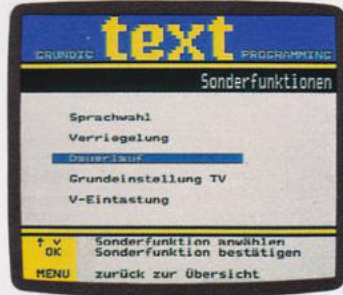 GRUNDIG text PROGRAMMING
Sonderfunktionen
Sprachwahl
Verriegelung
Dauerlauf
Grundeinstellung TV
V-Eintastung
↑ ∨ Sonderfunktion anwählen
OK Sonderfunktion bestätigen
MENU zurück zur Übersicht